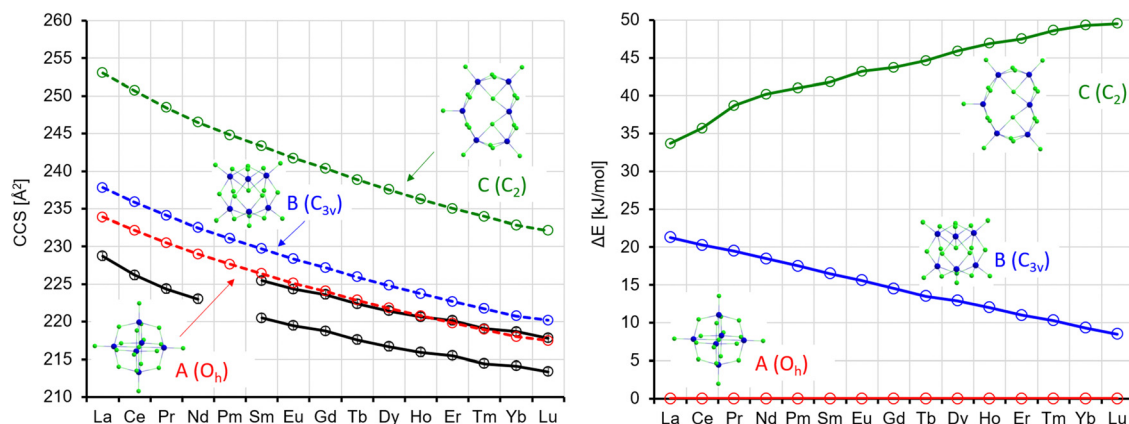 260
255
250
245
240
235
230
225
220
215
210
CCS [Å²]
C (C₂)
B (C₃ᵥ)
A (Oₕ)
La Ce Pr Nd Pm Sm Eu Gd Tb Dy Ho Er Tm Yb Lu
50
45
40
35
30
25
20
15
10
5
0
ΔE [kJ/mol]
C (C₂)
B (C₃ᵥ)
A (Oₕ)
La Ce Pr Nd Pm Sm Eu Gd Tb Dy Ho Er Tm Yb Lu